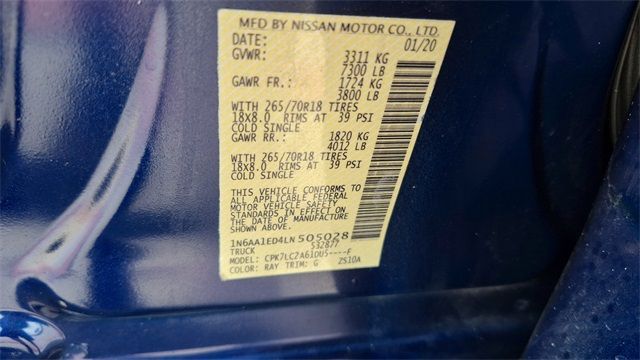 MFD BY NISSAN MOTOR CO., LTD.
DATE: 01/20
GVWR: 3311 KG
7300 LB
GAWR FR.: 1724 KG
3800 LB
WITH 265/70R18 TIRES
18x8.0 RIMS AT 39 PSI
COLD SINGLE
GAWR RR.: 1820 KG
4012 LB
WITH 265/70R18 TIRES
18x8.0 RIMS AT 39 PSI
COLD SINGLE
THIS VEHICLE CONFORMS TO
ALL APPLICABLE FEDERAL
MOTOR VEHICLE SAFETY
STANDARDS IN EFFECT ON
THE DATE OF MANUFACTURE
SHOWN ABOVE.
1N6AA1ED4LN505028
TRUCK 532877
MODEL: CPK7LC2A61DU5----E
COLOR: RAY TRIM: G 2S10A